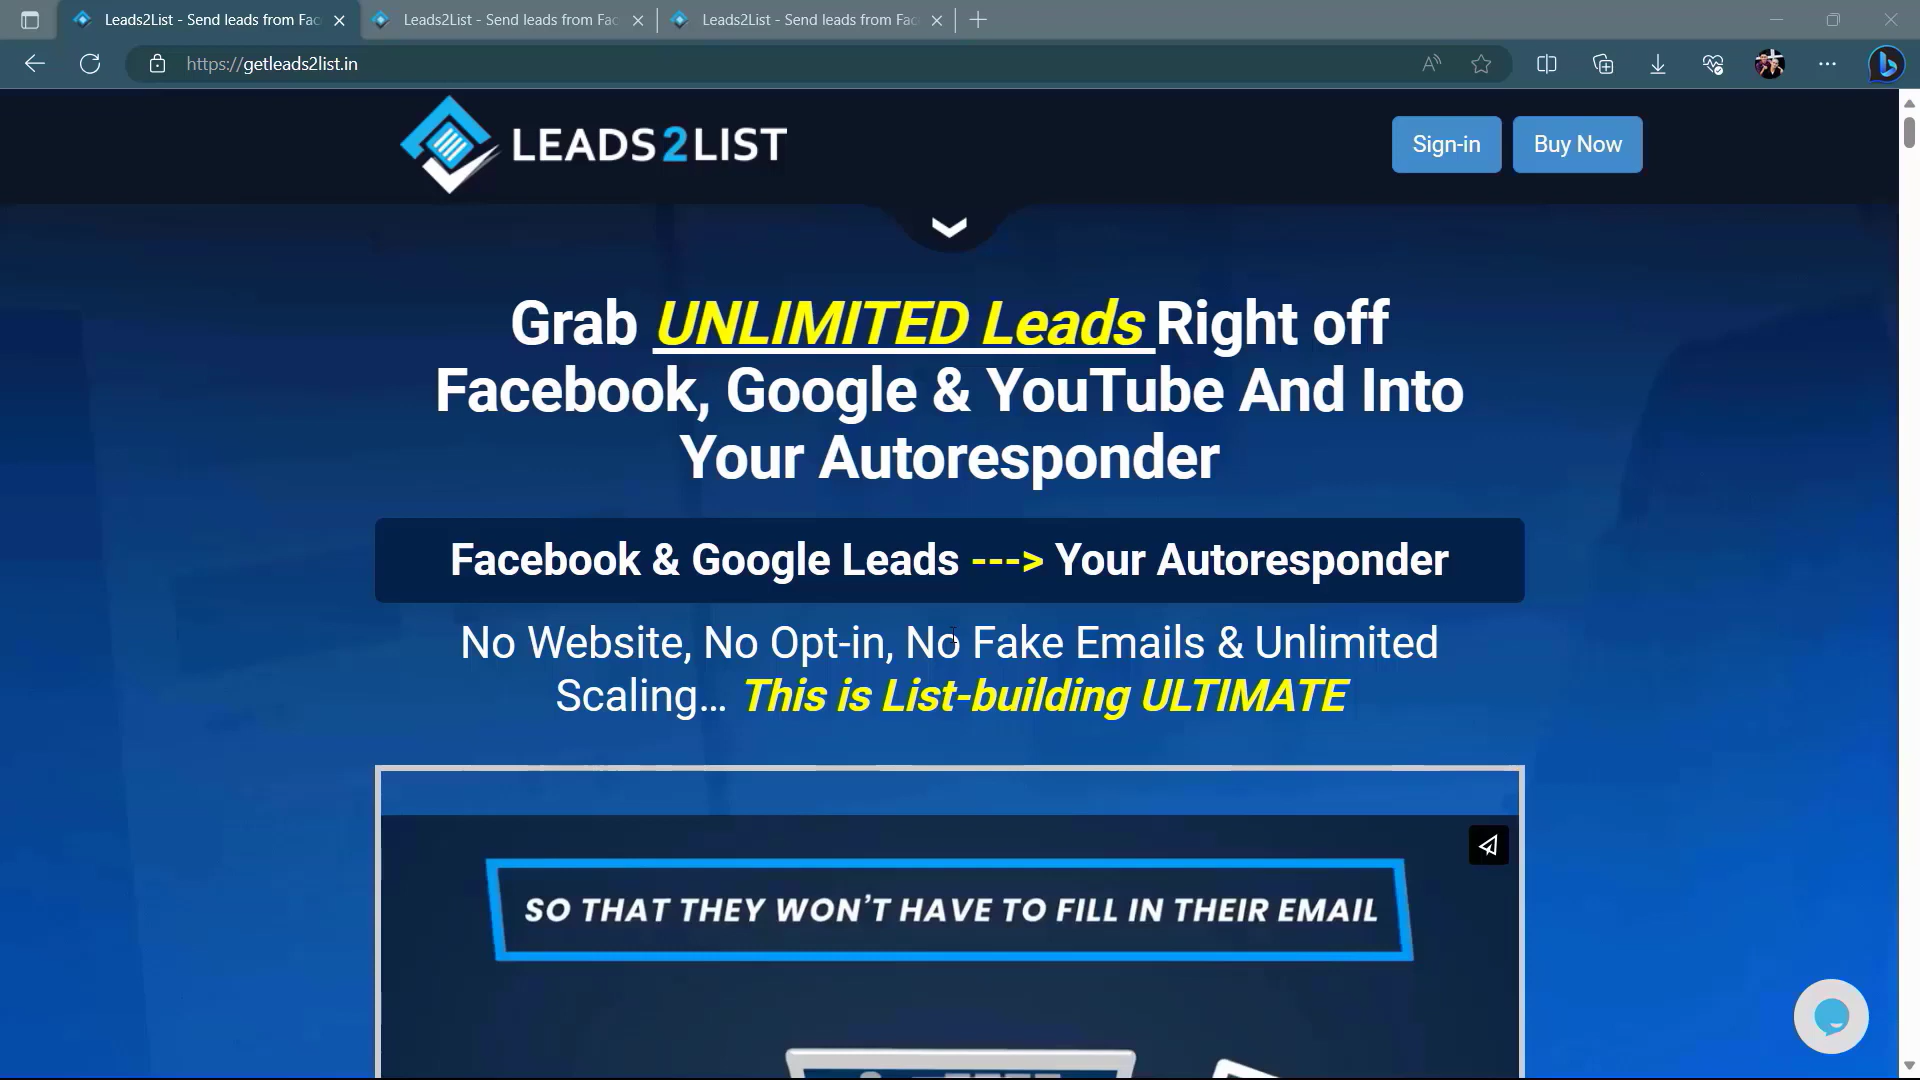 Leads2List - Send leads from Fac
Leads2List - Send leads from Fac
Leads2List - Send leads from Fac
https://getleads2list.in
LEADS2LIST
Sign-in
Buy Now
Grab UNLIMITED Leads Right off
Facebook, Google & YouTube And Into
Your Autoresponder
Facebook & Google Leads ---> Your Autoresponder
No Website, No Opt-in, No Fake Emails & Unlimited
Scaling... This is List-building ULTIMATE
SO THAT THEY WON'T HAVE TO FILL IN THEIR EMAIL